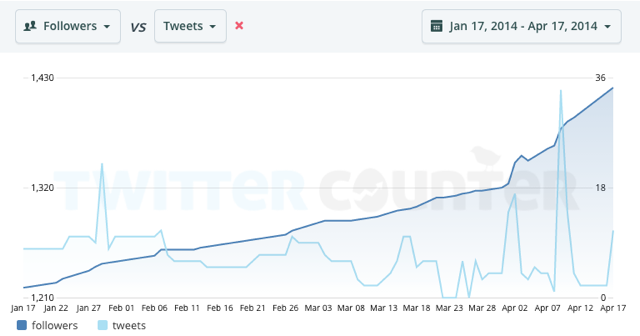 Followers VS Tweets × Jan 17, 2014 - Apr 17, 2014
1,430 36
TWITTER COUNTER
1,320 18
1,210 0
Jan 17 Jan 22 Jan 27 Feb 01 Feb 06 Feb 11 Feb 16 Feb 21 Feb 26 Mar 03 Mar 08 Mar 13 Mar 18 Mar 23 Mar 28 Apr 02 Apr 07 Apr 12 Apr 17
followers tweets